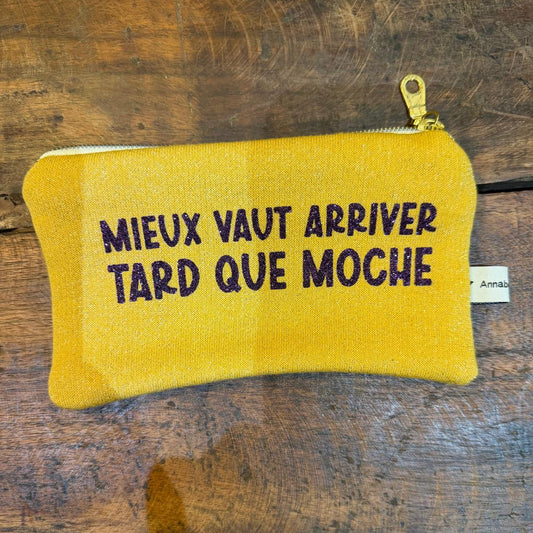 MIEUX VAUT ARRIVER
TARD QUE MOCHE